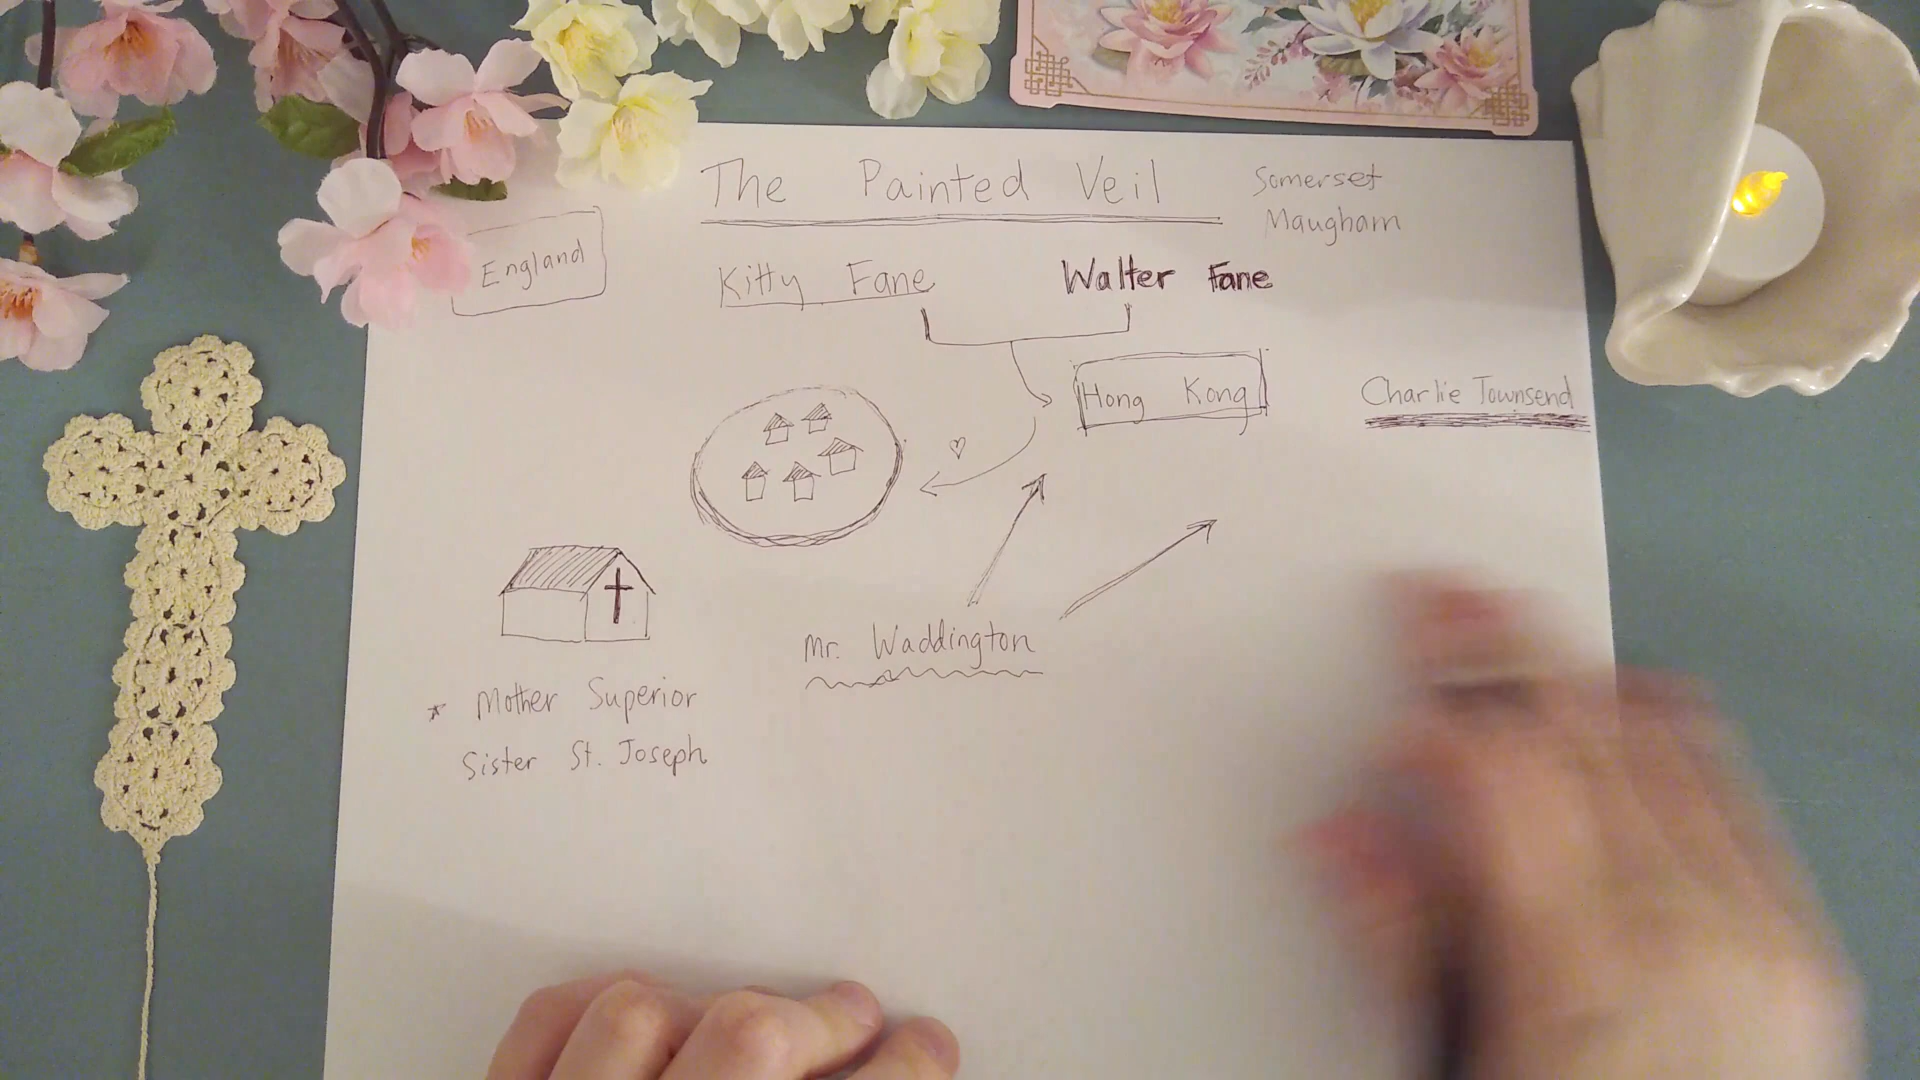 The Painted Veil
Somerset
Maugham
England
Kitty Fane
Walter Fane
Hong Kong
Charlie Townsend
Mr. Waddington
* Mother Superior
Sister St. Joseph